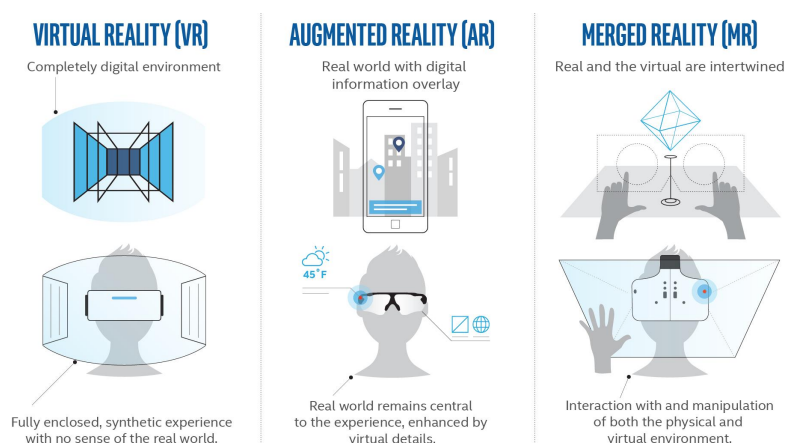 VIRTUAL REALITY (VR)
Completely digital environment
Fully enclosed, synthetic experience
with no sense of the real world.
AUGMENTED REALITY (AR)
Real world with digital
information overlay
45°F
Real world remains central
to the experience, enhanced by
virtual details.
MERGED REALITY (MR)
Real and the virtual are intertwined
Interaction with and manipulation
of both the physical and
virtual environment.